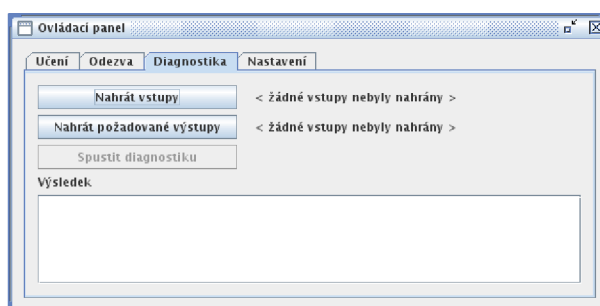 Ovládací panel
Učení Odezva Diagnostika Nastavení
Nahrát vstupy < žádné vstupy nebyly nahrány >
Nahrát požadované výstupy < žádné vstupy nebyly nahrány >
Spustit diagnostiku
Výsledek